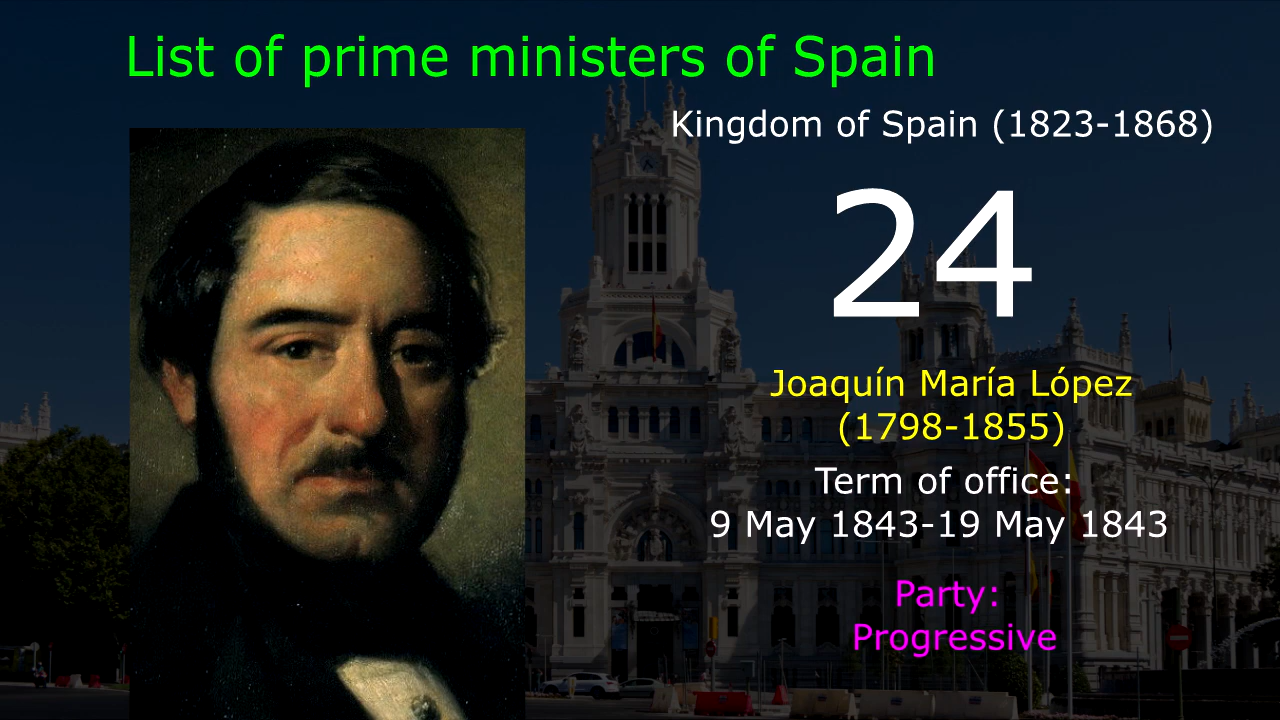 List of prime ministers of Spain
Kingdom of Spain (1823-1868)
24
Joaquín María López
(1798-1855)
Term of office:
9 May 1843-19 May 1843
Party:
Progressive